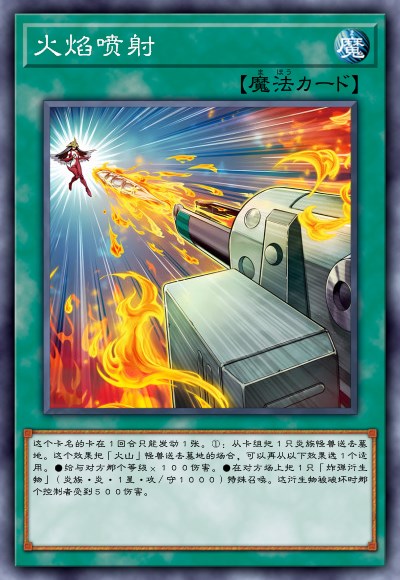 火焰喷射
魔
【魔法カード】
ま ほう
这个卡名的卡在1回合只能发动1张。①：从卡组把1只炎族怪兽送去墓
地。这个效果把「火山」怪兽送去墓地的场合，可以再从以下效果选1个适
用。●给与对方那个等级×100伤害。●在对方场上把1只「炸弹衍生
物」（炎族·炎·1星·攻／守1000）特殊召唤。这衍生物被破坏时那
个控制者受到500伤害。